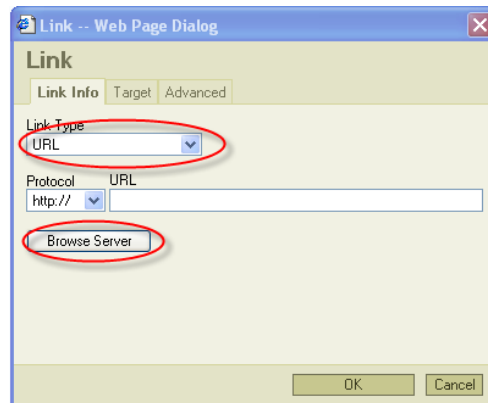 Link -- Web Page Dialog
Link
Link Info Target Advanced
Link Type
URL
Protocol URL
http://
Browse Server
OK Cancel